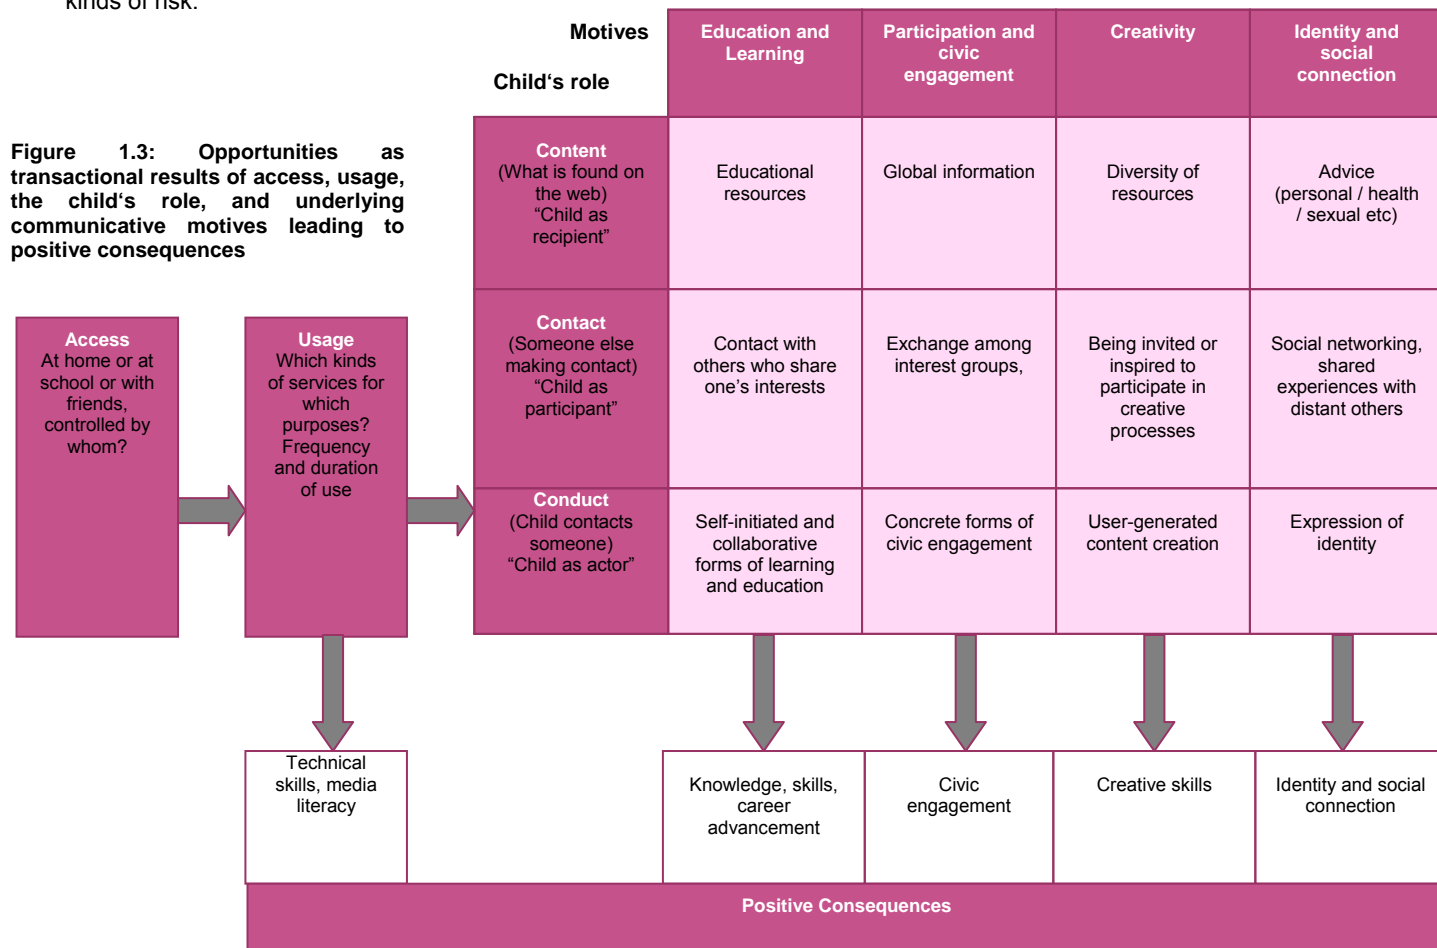 kinds of risk.
Motives
Child‘s role
Education and
Learning
Participation and
civic
engagement
Creativity
Identity and
social
connection
Figure 1.3: Opportunities as
transactional results of access, usage,
the child‘s role, and underlying
communicative motives leading to
positive consequences
Content
(What is found on
the web)
“Child as
recipient”
Educational
resources
Global information
Diversity of
resources
Advice
(personal / health
/ sexual etc)
Access
At home or at
school or with
friends,
controlled by
whom?
Usage
Which kinds
of services for
which
purposes?
Frequency
and duration
of use
Contact
(Someone else
making contact)
“Child as
participant”
Contact with
others who share
one’s interests
Exchange among
interest groups,
Being invited or
inspired to
participate in
creative
processes
Social networking,
shared
experiences with
distant others
Conduct
(Child contacts
someone)
“Child as actor”
Self-initiated and
collaborative
forms of learning
and education
Concrete forms of
civic engagement
User-generated
content creation
Expression of
identity
Technical
skills, media
literacy
Knowledge, skills,
career
advancement
Civic
engagement
Creative skills
Identity and social
connection
Positive Consequences